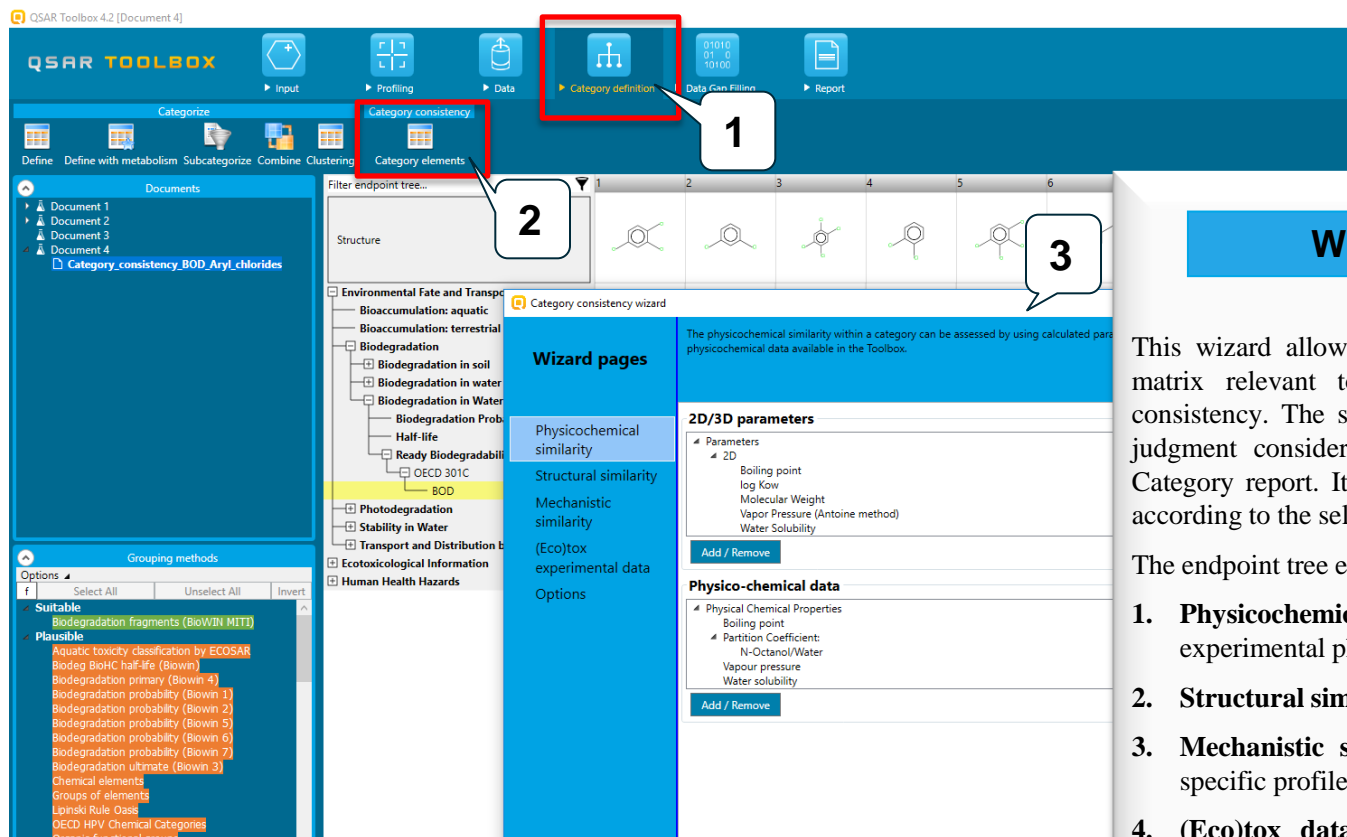 QSAR Toolbox 4.2 [Document 4]
QSAR TOOLBOX
Input
Profiling
Data
Category definition
01010
01 0
10100
Data Gap Filling
Report
1
Categorize
Category consistency
Define
Define with metabolism
Subcategorize
Combine
Clustering
Category elements
2
Documents
Document 1
Document 2
Document 3
Document 4
Category_consistency_BOD_Aryl_chlorides
Grouping methods
Options
f Select All Unselect All Invert
Suitable
Biodegradation fragments (BioWIN MITI)
Plausible
Aquatic toxicity classification by ECOSAR
Biodeg BioHC half-life (Biowin)
Biodegradation primary (Biowin 4)
Biodegradation probability (Biowin 1)
Biodegradation probability (Biowin 2)
Biodegradation probability (Biowin 5)
Biodegradation probability (Biowin 6)
Biodegradation probability (Biowin 7)
Biodegradation ultimate (Biowin 3)
Chemical elements
Groups of elements
Lipinski Rule Oasis
OECD HPV Chemical Categories
Filter endpoint tree...
1 2 3 4 5 6
Structure
3
Environmental Fate and Transpo
Bioaccumulation: aquatic
Bioaccumulation: terrestrial
Biodegradation
Biodegradation in soil
Biodegradation in water
Biodegradation in Water
Biodegradation Prob
Half-life
Ready Biodegradabili
OECD 301C
BOD
Photodegradation
Stability in Water
Transport and Distribution b
Ecotoxicological Information
Human Health Hazards
Category consistency wizard
Wizard pages
Physicochemical
similarity
Structural similarity
Mechanistic
similarity
(Eco)tox
experimental data
Options
The physicochemical similarity within a category can be assessed by using calculated para
physicochemical data available in the Toolbox.
2D/3D parameters
Parameters
2D
Boiling point
log Kow
Molecular Weight
Vapor Pressure (Antoine method)
Water Solubility
Add / Remove
Physico-chemical data
Physical Chemical Properties
Boiling point
Partition Coefficient:
N-Octanol/Water
Vapour pressure
Water solubility
Add / Remove
W
This wizard allow
matrix relevant to
consistency. The s
judgment consider
Category report. It
according to the sel
The endpoint tree e
1. Physicochemic
experimental pl
2. Structural sim
3. Mechanistic s
specific profile
4. (Eco)tox data